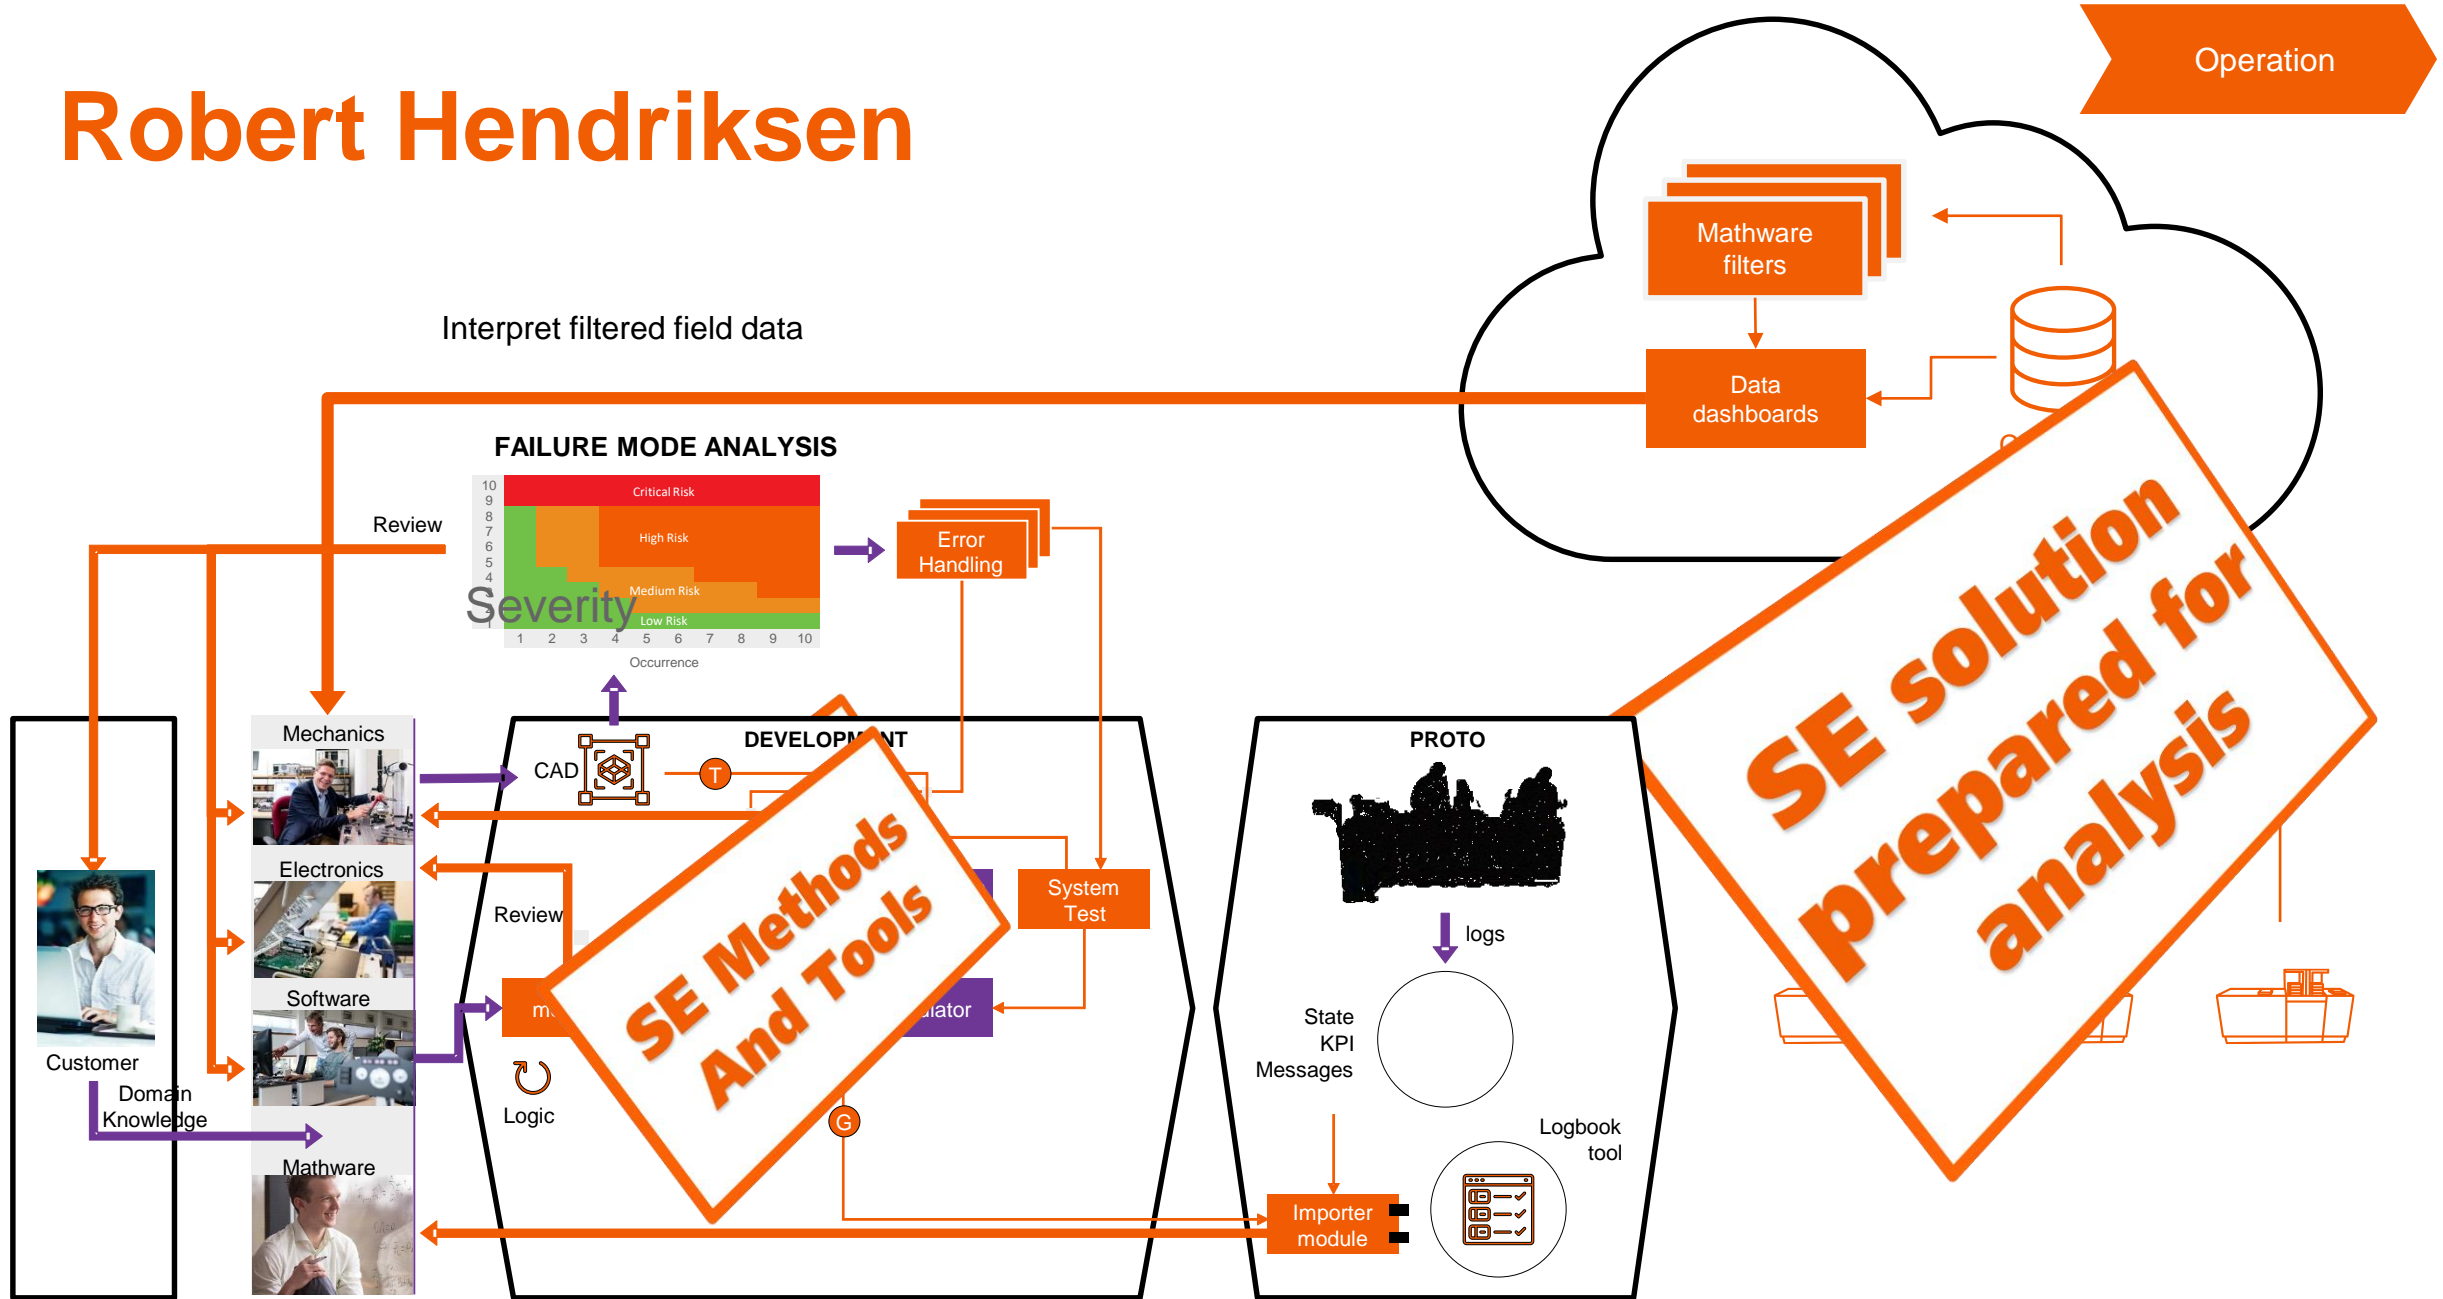 Operation
Robert Hendriksen
Mathware
filters
Interpret filtered field data
Data
dashboards
FAILURE MODE ANALYSIS
10
9
8
7
6
5
4
Critical Risk
High Risk
Medium Risk
Low Risk
Severity
1 2 3 4 5 6 7 8 9 10
Occurrence
Review
Error
Handling
SE solution
prepared for
analysis
Mechanics
Electronics
Software
Mathware
Customer
Domain
Knowledge
DEVELOPMENT
CAD
T
Review
System
Test
SE Methods
And Tools
Logic
G
PROTO
logs
State
KPI
Messages
Logbook
tool
Importer
module